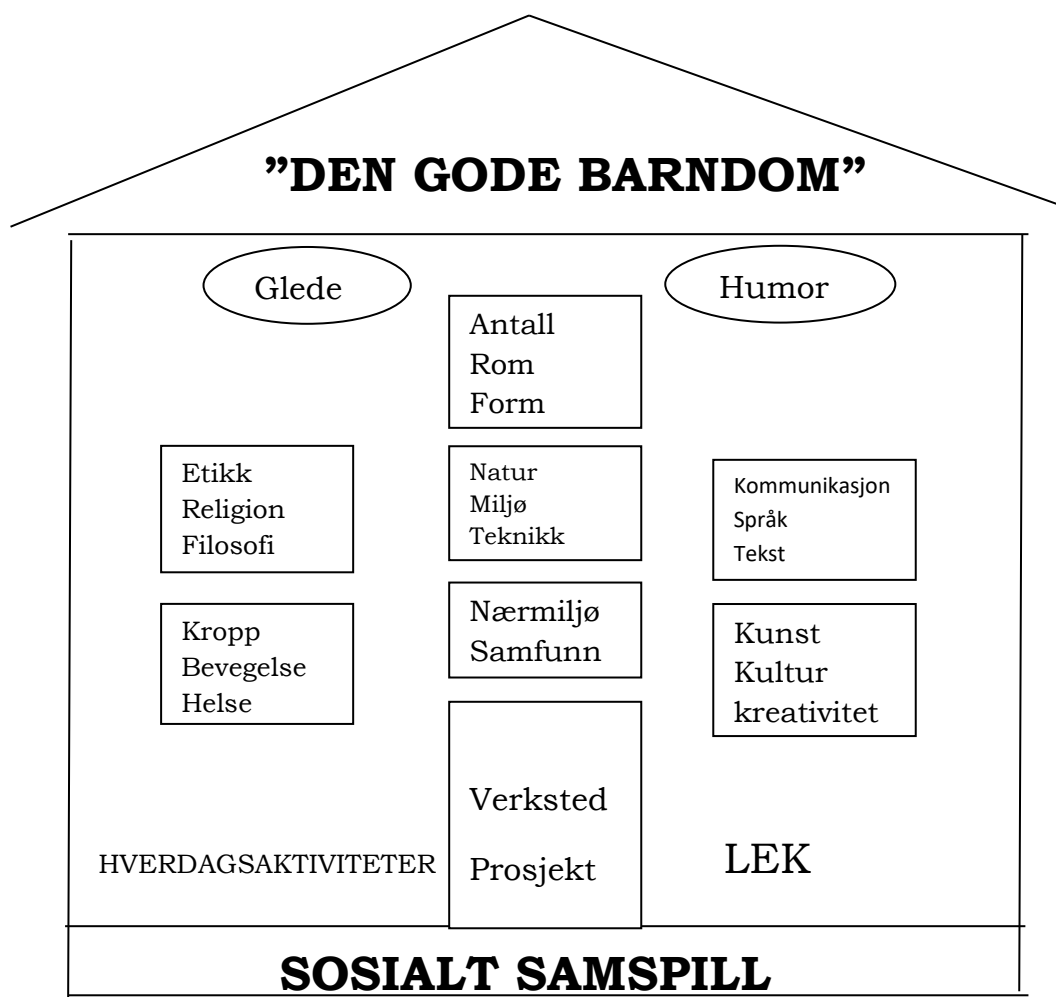 ”DEN GODE BARNDOM”
Glede
Humor
Antall
Rom
Form
Etikk
Religion
Filosofi
Natur
Miljø
Teknikk
Kommunikasjon
Språk
Tekst
Kropp
Bevegelse
Helse
Nærmiljø
Samfunn
Kunst
Kultur
kreativitet
Verksted
Prosjekt
HVERDAGSAKTIVITETER
LEK
SOSIALT SAMSPILL